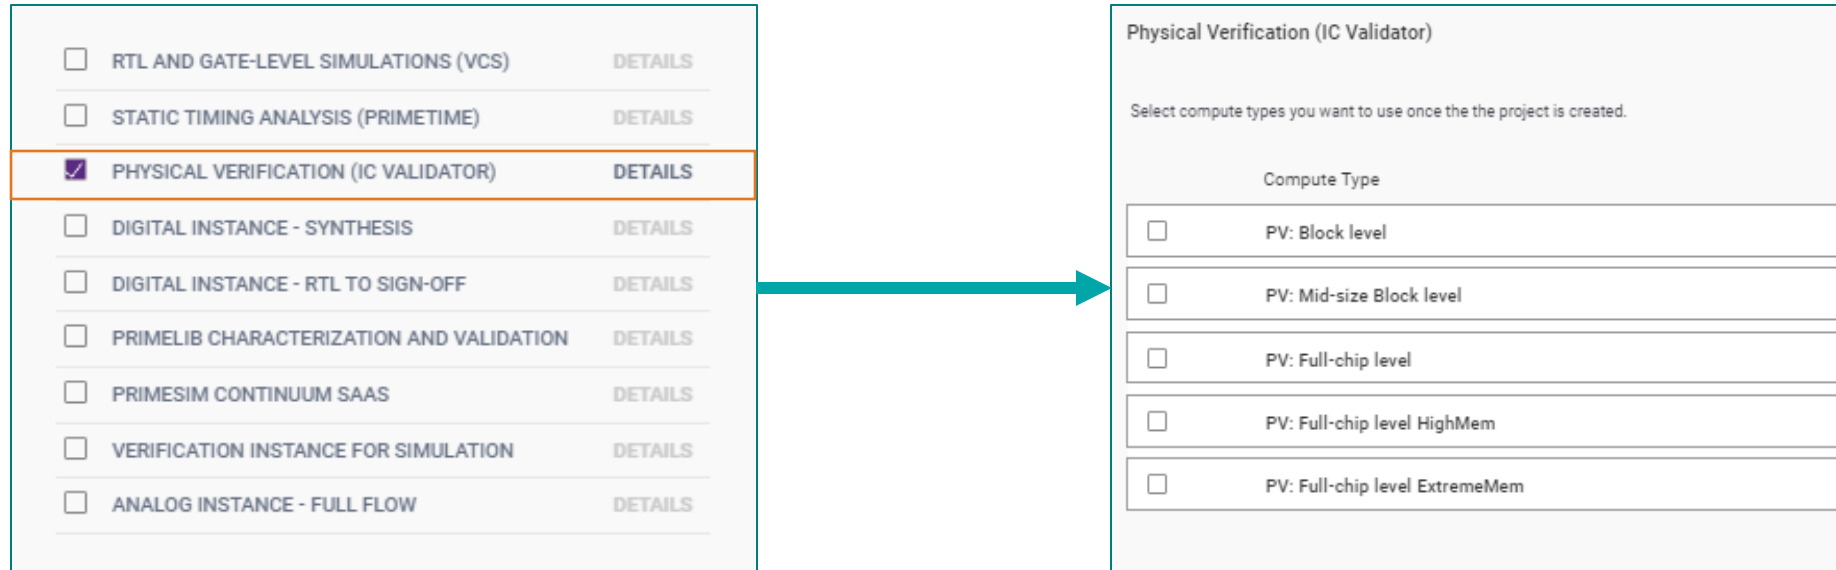 RTL AND GATE-LEVEL SIMULATIONS (VCS) DETAILS
STATIC TIMING ANALYSIS (PRIMETIME) DETAILS
PHYSICAL VERIFICATION (IC VALIDATOR) DETAILS
DIGITAL INSTANCE - SYNTHESIS DETAILS
DIGITAL INSTANCE - RTL TO SIGN-OFF DETAILS
PRIMELIB CHARACTERIZATION AND VALIDATION DETAILS
PRIMESIM CONTINUUM SAAS DETAILS
VERIFICATION INSTANCE FOR SIMULATION DETAILS
ANALOG INSTANCE - FULL FLOW DETAILS
Physical Verification (IC Validator)
Select compute types you want to use once the the project is created.
Compute Type
PV: Block level
PV: Mid-size Block level
PV: Full-chip level
PV: Full-chip level HighMem
PV: Full-chip level ExtremeMem